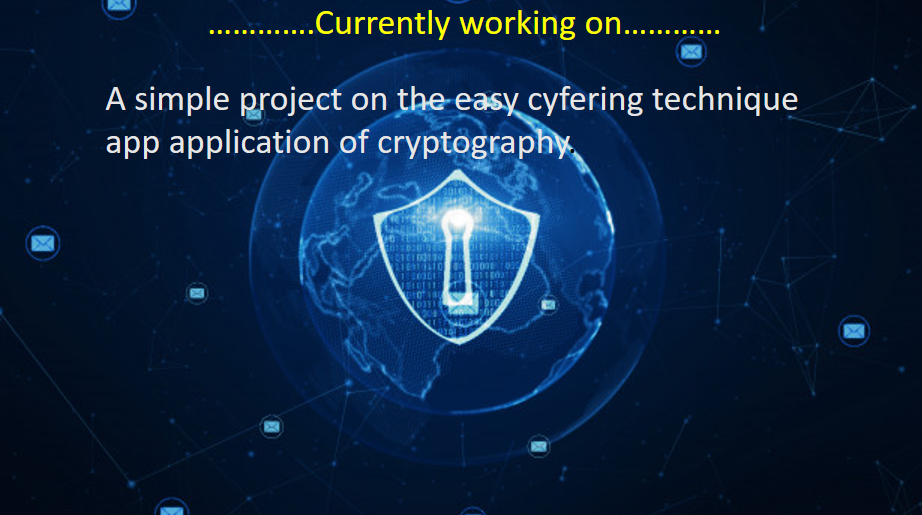 ………….Currently working on…………
A simple project on the easy cyfering technique
app application of cryptography.